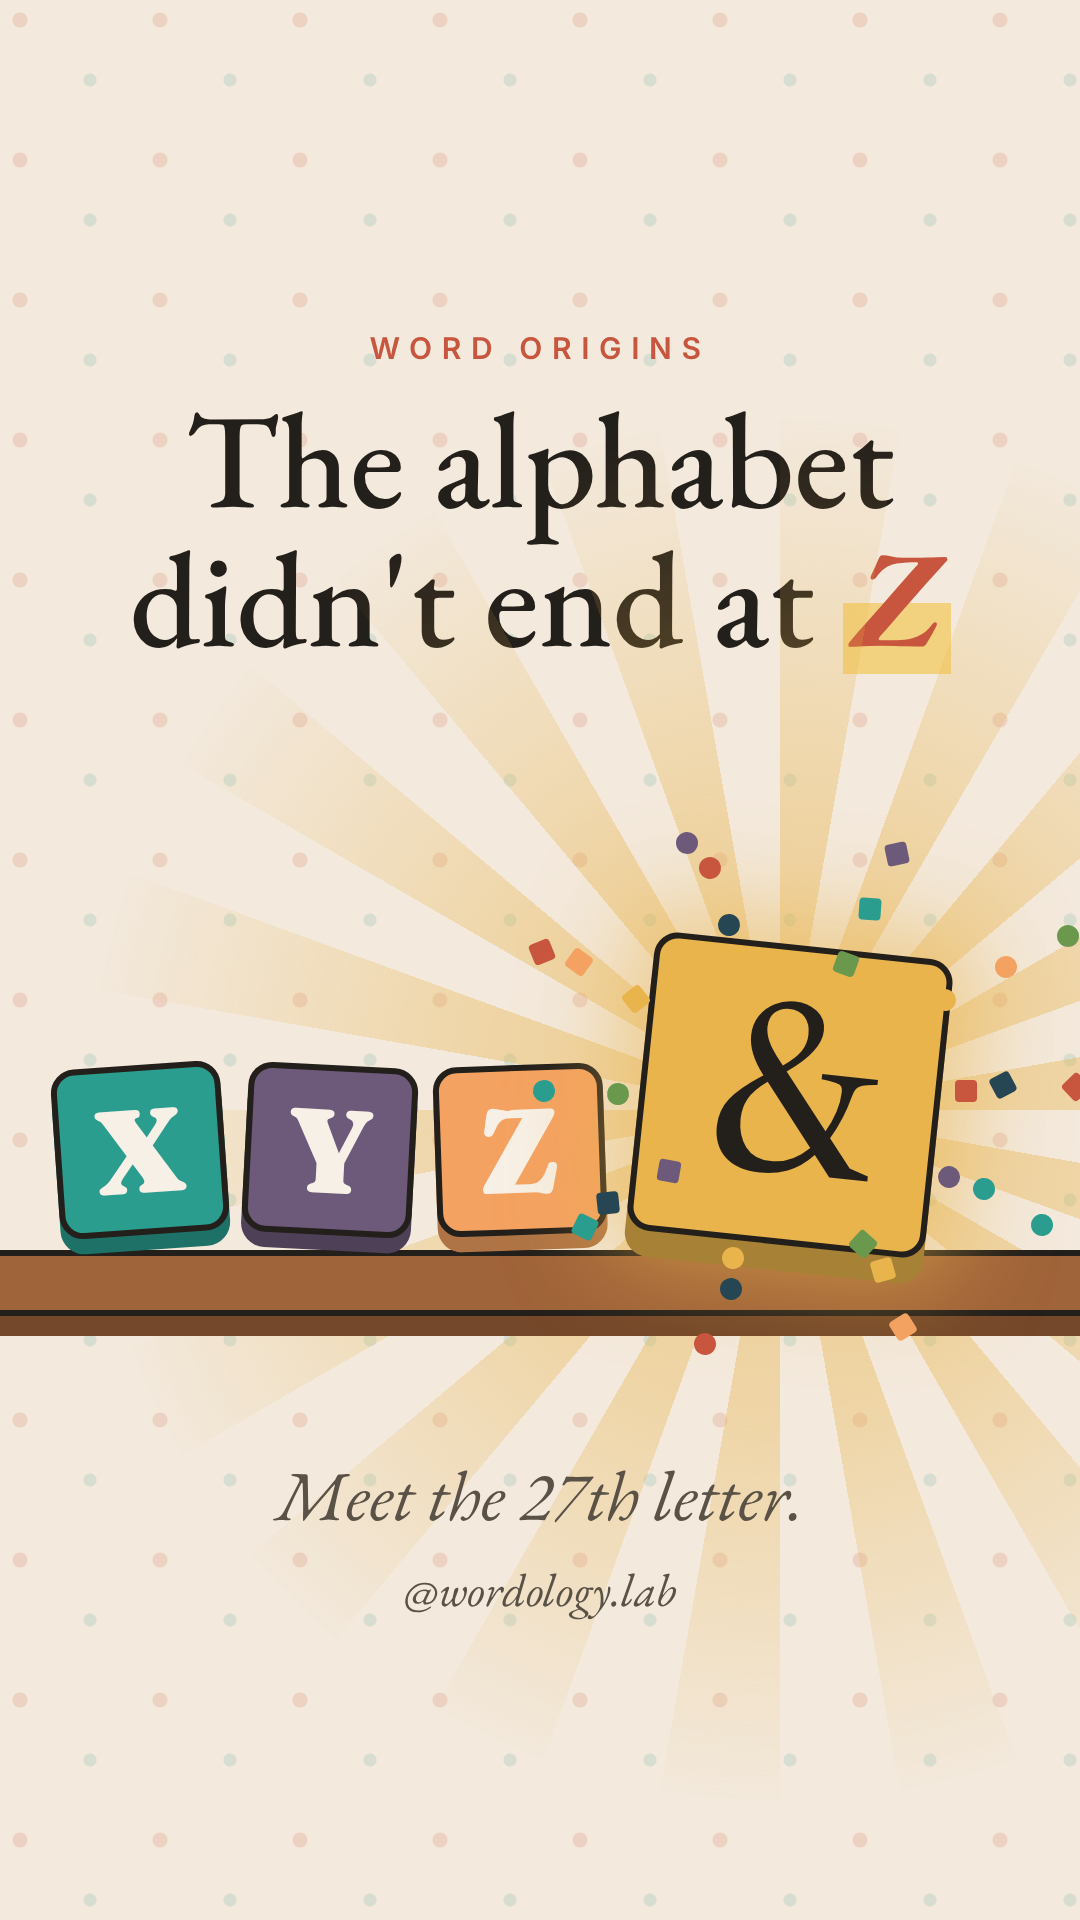 WORD ORIGINS
The alphabet
didn't end at Z
X Y Z &
Meet the 27th letter.
@wordology.lab